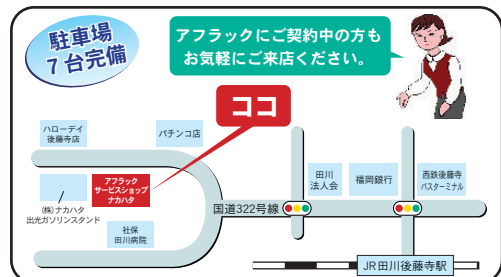 駐車場
7台完備
アフラックにご契約中の方も
お気軽にご来店ください。
ココ
ハローデイ
後藤寺店
パチンコ店
アフラック
サービスショップ
ナカハタ
(株)ナカハタ
出光ガソリンスタンド
社保
田川病院
国道322号線
田川
法人会
福岡銀行
西鉄後藤寺
バスターミナル
JR田川後藤寺駅